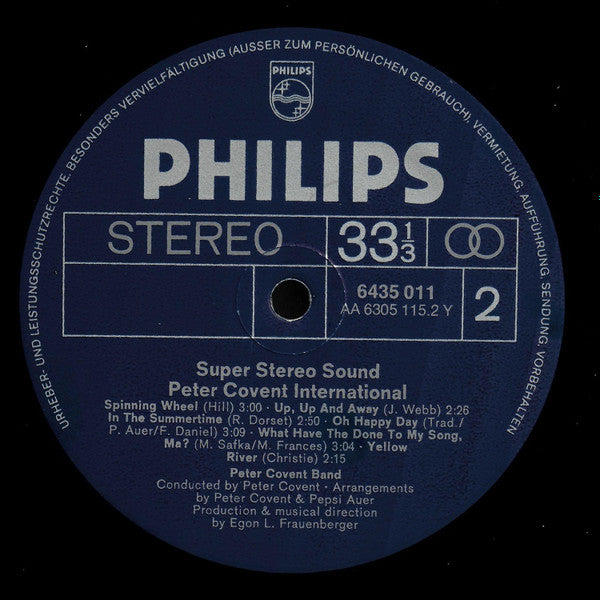 URHEBER- UND LEISTUNGSSCHUTZRECHTE, BESONDERS VERVIELFÄLTIGUNG (AUSSER ZUM PERSÖNLICHEN GEBRAUCH), VERMIETUNG, AUFFÜHRUNG, SENDUNG, VORBEHALTEN
PHILIPS
PHILIPS
STEREO 33 1/3
6435 011
AA 6305 115.2 Y
2
Super Stereo Sound
Peter Covent International
Spinning Wheel (Hill) 3:00 · Up, Up And Away (J. Webb) 2:26
In The Summertime (R. Dorset) 2:50 · Oh Happy Day (Trad./
P. Auer/F. Daniel) 3:09 · What Have The Done To My Song,
Ma? (M. Safka/M. Frances) 3:04 · Yellow
River (Christie) 2:15
Peter Covent Band
Conducted by Peter Covent · Arrangements
by Peter Covent & Pepsi Auer
Production & musical direction
by Egon L. Frauenberger